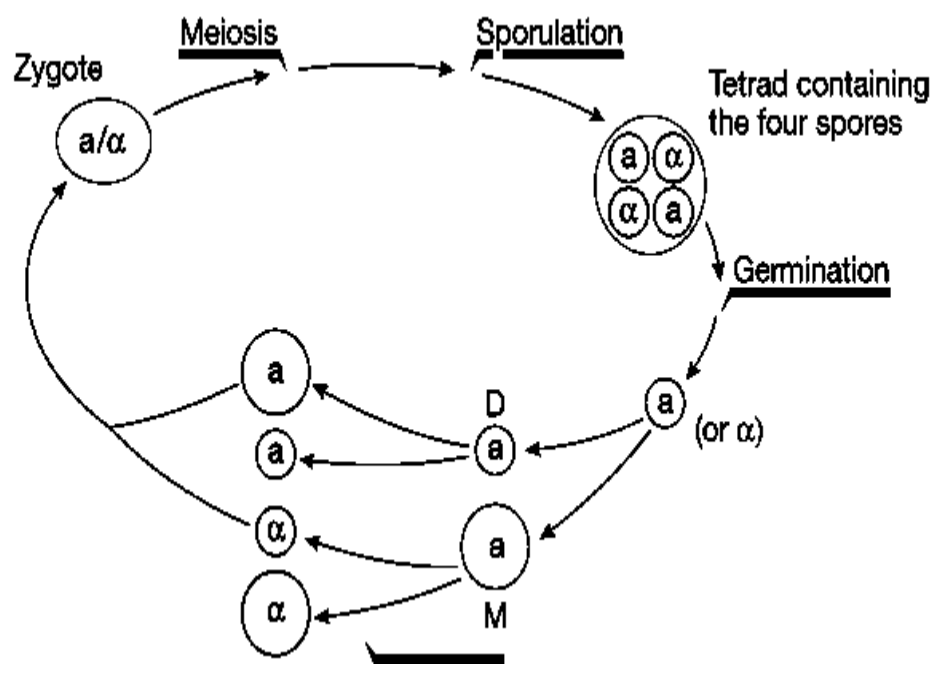 Meiosis
Sporulation
Zygote
Tetrad containing
the four spores
a/α
a α
α a
Germination
a
D
a
(or α)
a
a
α
a
α
M